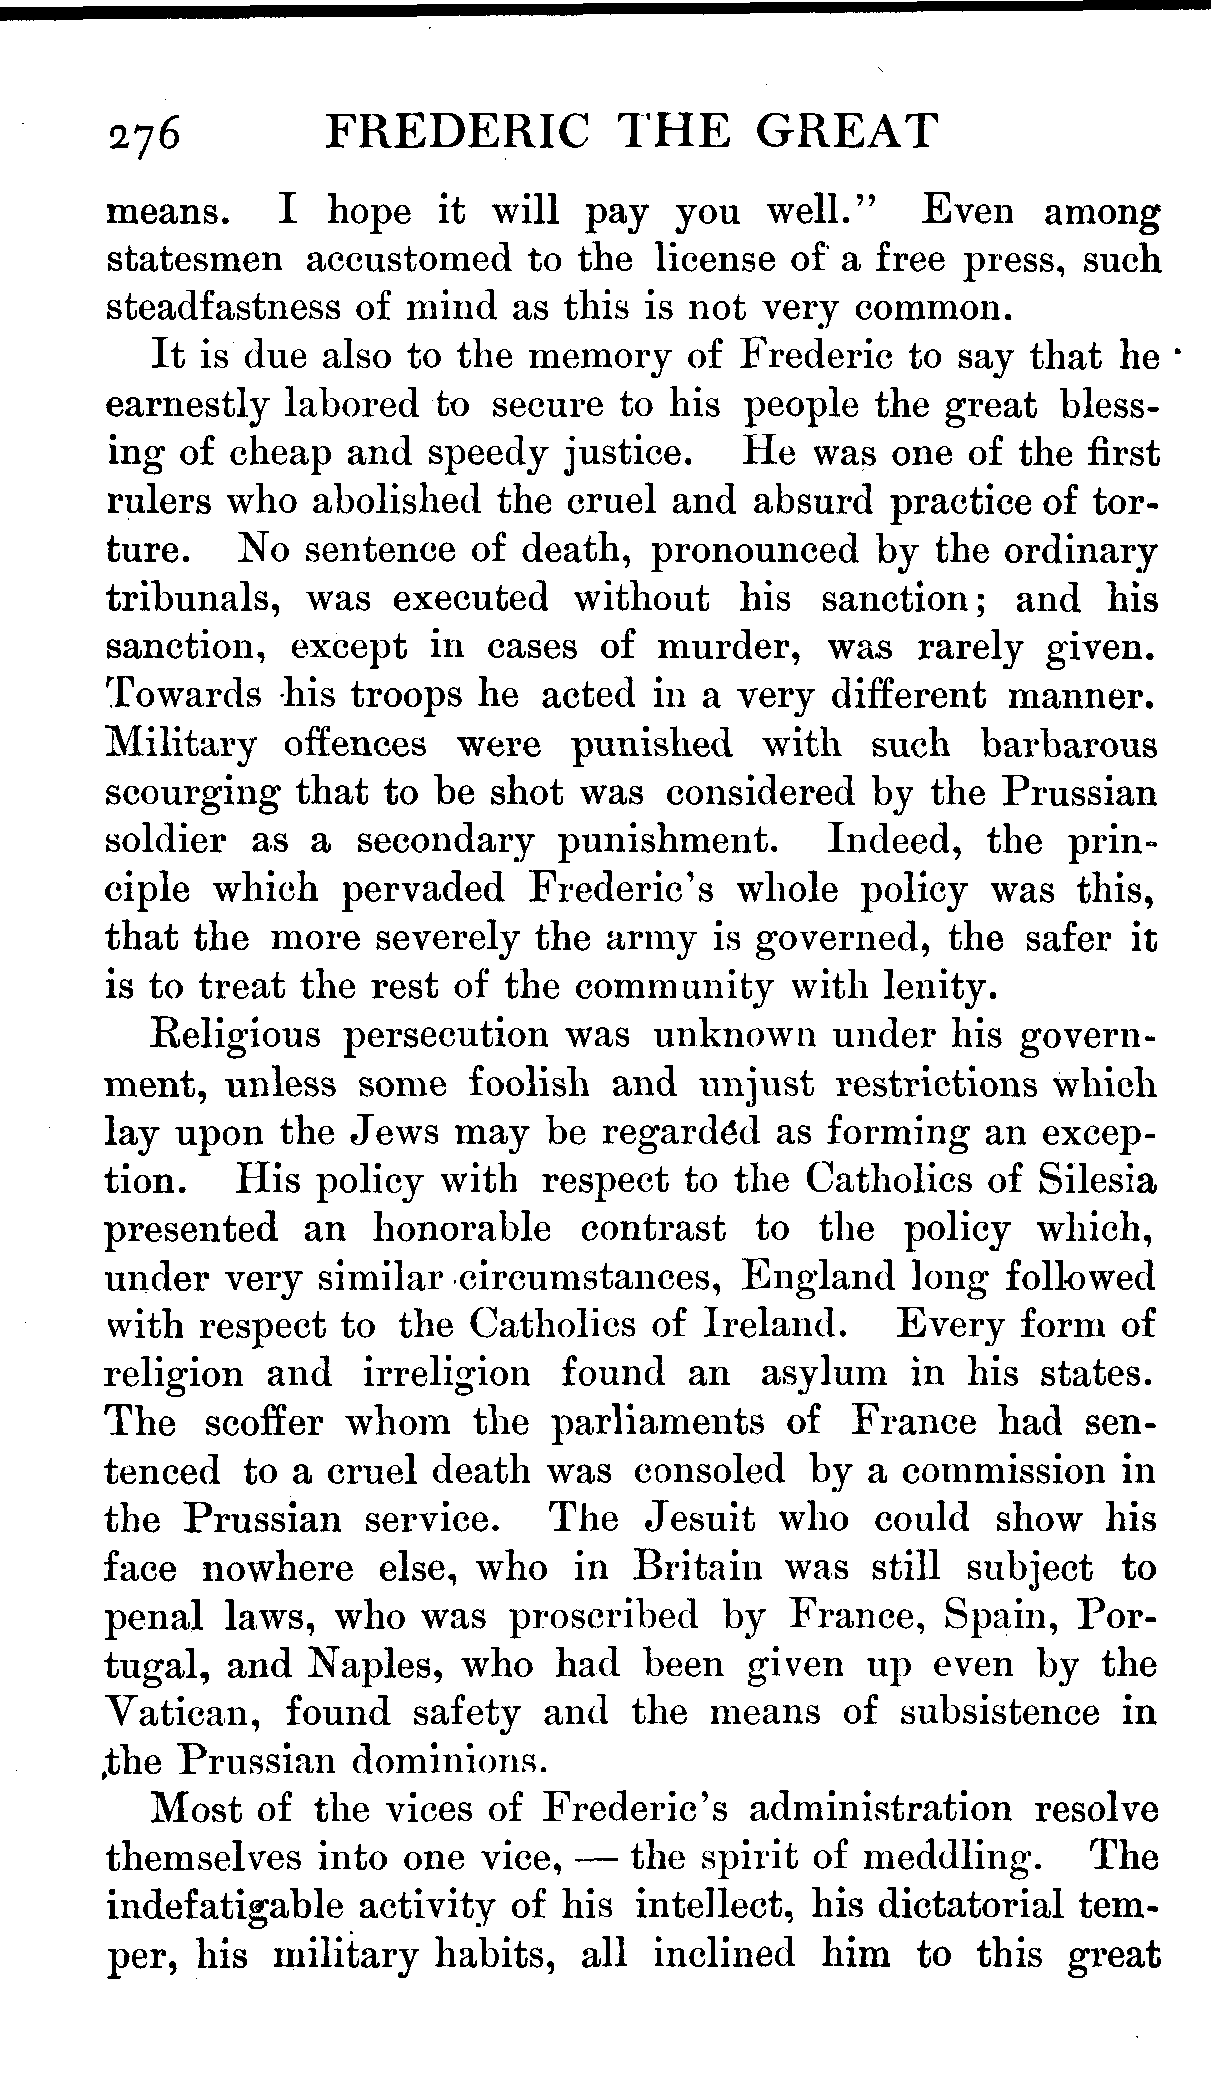 276 FREDERIC THE GREAT
means. I hope it will pay you well." Even among
statesmen accustomed to the license of a free press, such
steadfastness of mind as this is not very common.
It is due also to the memory of Frederic to say that he
earnestly labored to secure to his people the great bless-
ing of cheap and speedy justice. He was one of the first
rulers who abolished the cruel and absurd practice of tor-
ture. No sentence of death, pronounced by the ordinary
tribunals, was executed without his sanction; and his
sanction, except in cases of murder, was rarely given.
Towards his troops he acted in a very different manner.
Military offences were punished with such barbarous
scourging that to be shot was considered by the Prussian
soldier as a secondary punishment. Indeed, the prin-
ciple which pervaded Frederic's whole policy was this,
that the more severely the army is governed, the safer it
is to treat the rest of the community with lenity.
Religious persecution was unknown under his govern-
ment, unless some foolish and unjust restrictions which
lay upon the Jews may be regarded as forming an excep-
tion. His policy with respect to the Catholics of Silesia
presented an honorable contrast to the policy which,
under very similar circumstances, England long followed
with respect to the Catholics of Ireland. Every form of
religion and irreligion found an asylum in his states.
The scoffer whom the parliaments of France had sen-
tenced to a cruel death was consoled by a commission in
the Prussian service. The Jesuit who could show his
face nowhere else, who in Britain was still subject to
penal laws, who was proscribed by France, Spain, Por-
tugal, and Naples, who had been given up even by the
Vatican, found safety and the means of subsistence in
the Prussian dominions.
Most of the vices of Frederic's administration resolve
themselves into one vice, — the spirit of meddling. The
indefatigable activity of his intellect, his dictatorial tem-
per, his military habits, all inclined him to this great